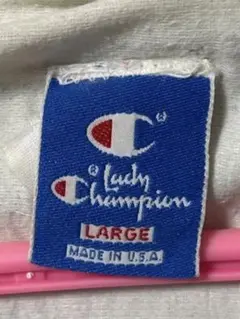 C®
® Lady
Champion
LARGE
MADE IN U.S.A.